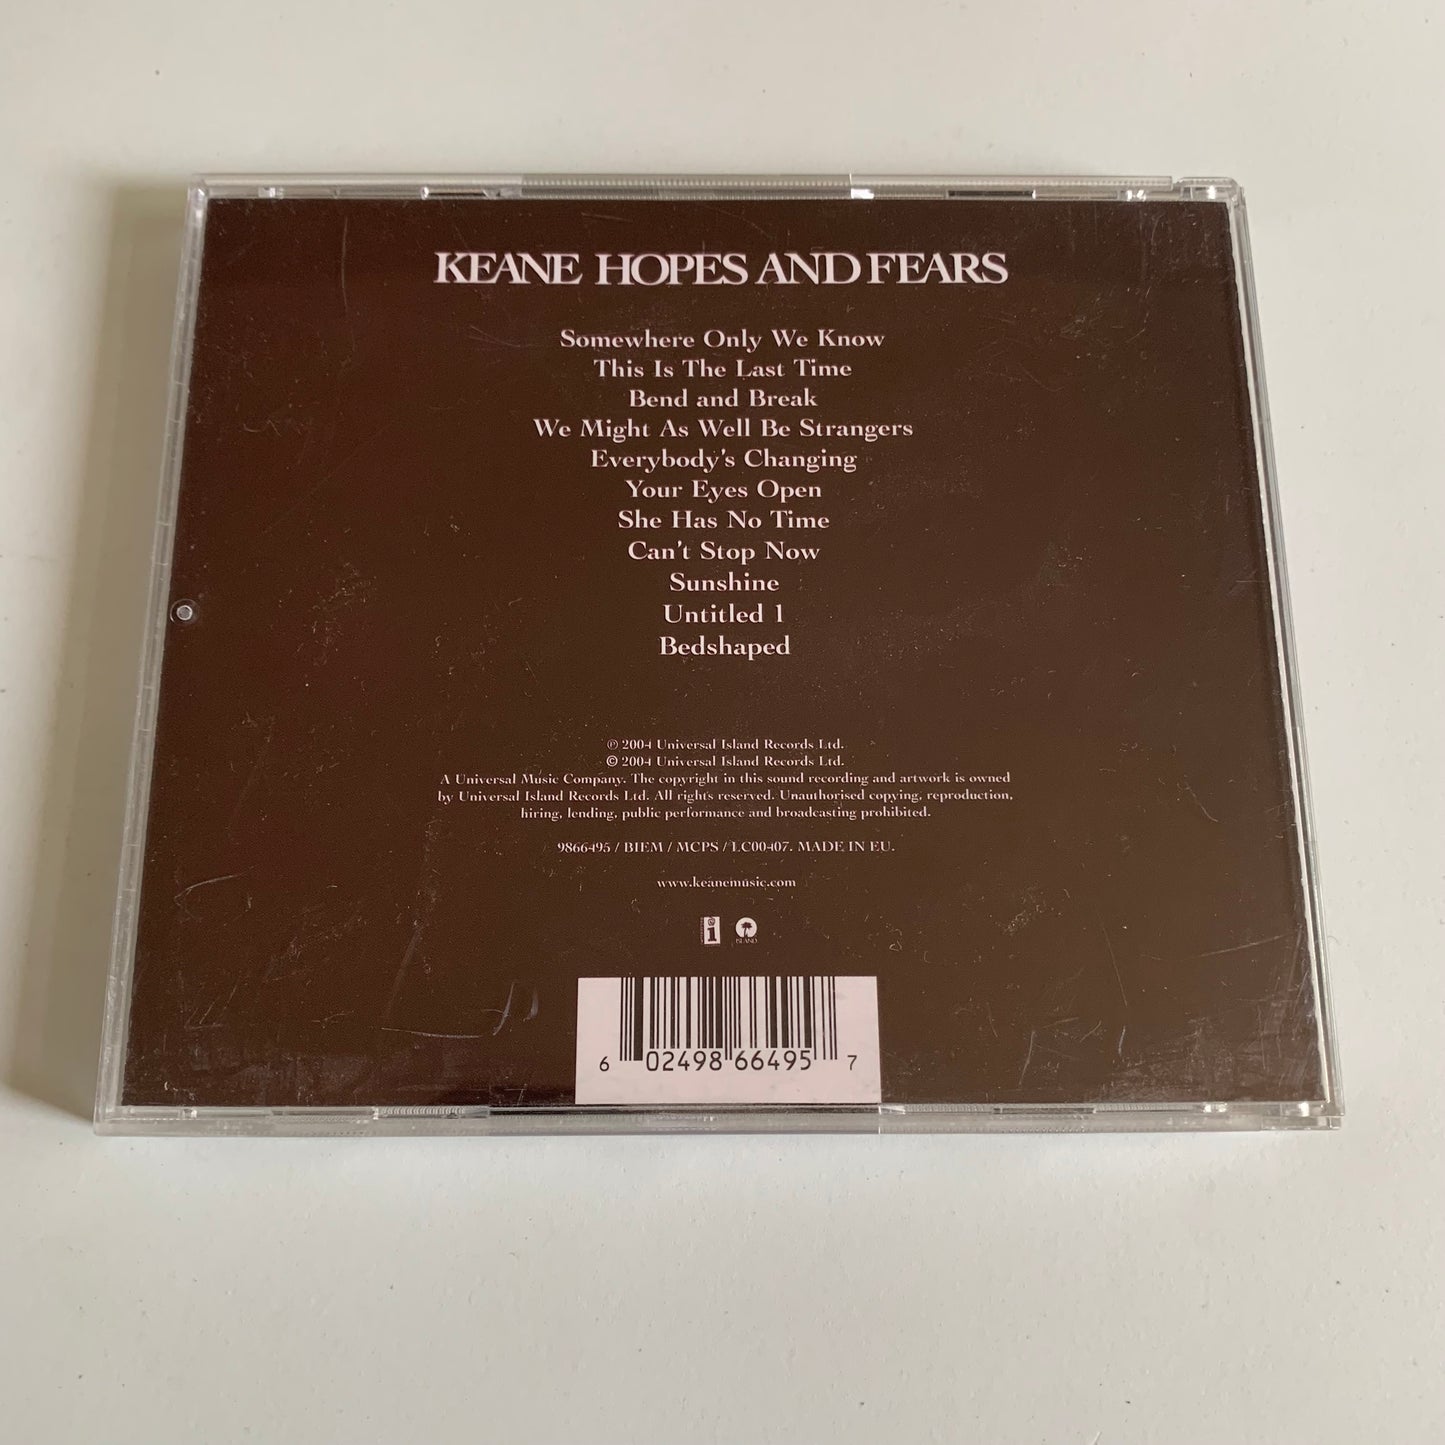 KEANE HOPES AND FEARS
Somewhere Only We Know
This Is The Last Time
Bend and Break
We Might As Well Be Strangers
Everybody's Changing
Your Eyes Open
She Has No Time
Can't Stop Now
Sunshine
Untitled 1
Bedshaped
℗ 2004 Universal Island Records Ltd.
© 2004 Universal Island Records Ltd.
A Universal Music Company. The copyright in this sound recording and artwork is owned
by Universal Island Records Ltd. All rights reserved. Unauthorised copying, reproduction,
hiring, lending, public performance and broadcasting prohibited.
9866495 / BIEM / MCPS / LC00407. MADE IN EU.
www.keanemusic.com
i ISLAND
6 02498 66495 7